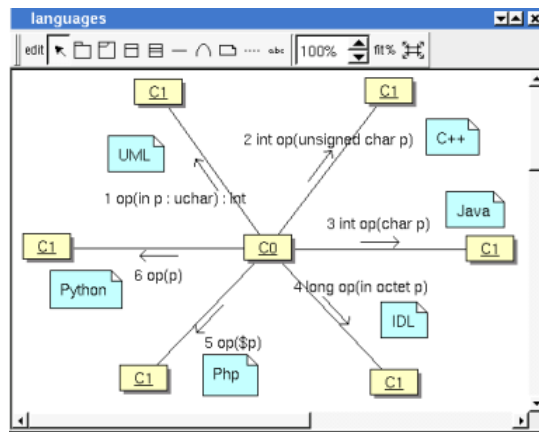 languages
edit
abc
100%
fit%
C1
C1
2 int op(unsigned char p)
C++
UML
1 op(in p : uchar) : int
Java
3 int op(char p)
C1
C0
C1
6 op(p)
Python
4 long op(in octet p)
IDL
5 op($p)
Php
C1
C1